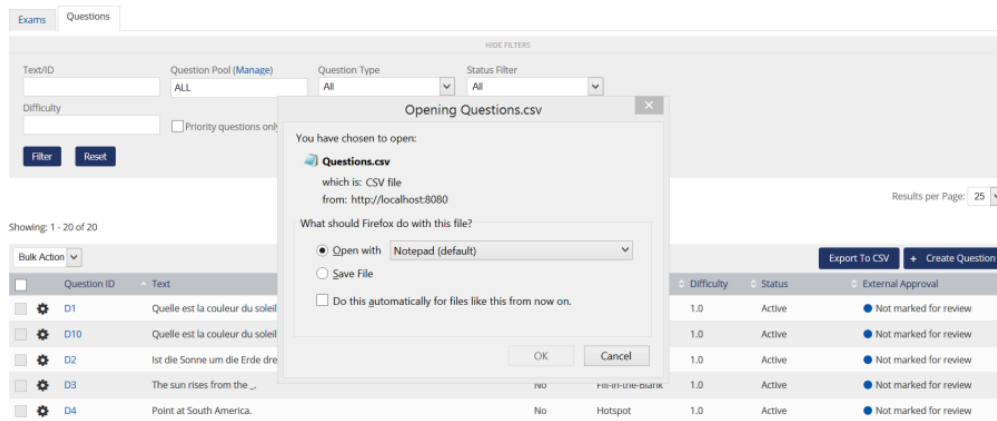 Exams Questions
HIDE FILTERS
Text/ID Question Pool (Manage) Question Type Status Filter
ALL All All
Difficulty
Priority questions only
Filter Reset
Opening Questions.csv
You have chosen to open:
Questions.csv
which is: CSV file
from: http://localhost:8080
What should Firefox do with this file?
Open with Notepad (default)
Save File
Do this automatically for files like this from now on.
OK Cancel
Results per Page: 25
Showing: 1 - 20 of 20
Bulk Action Export To CSV + Create Question
Question ID Text Difficulty Status External Approval
D1 Quelle est la couleur du soleil 1.0 Active Not marked for review
D10 Quelle est la couleur du soleil 1.0 Active Not marked for review
D2 Ist die Sonne um die Erde dre 1.0 Active Not marked for review
D3 The sun rises from the _. No Fill-in-the-Blank 1.0 Active Not marked for review
D4 Point at South America. No Hotspot 1.0 Active Not marked for review